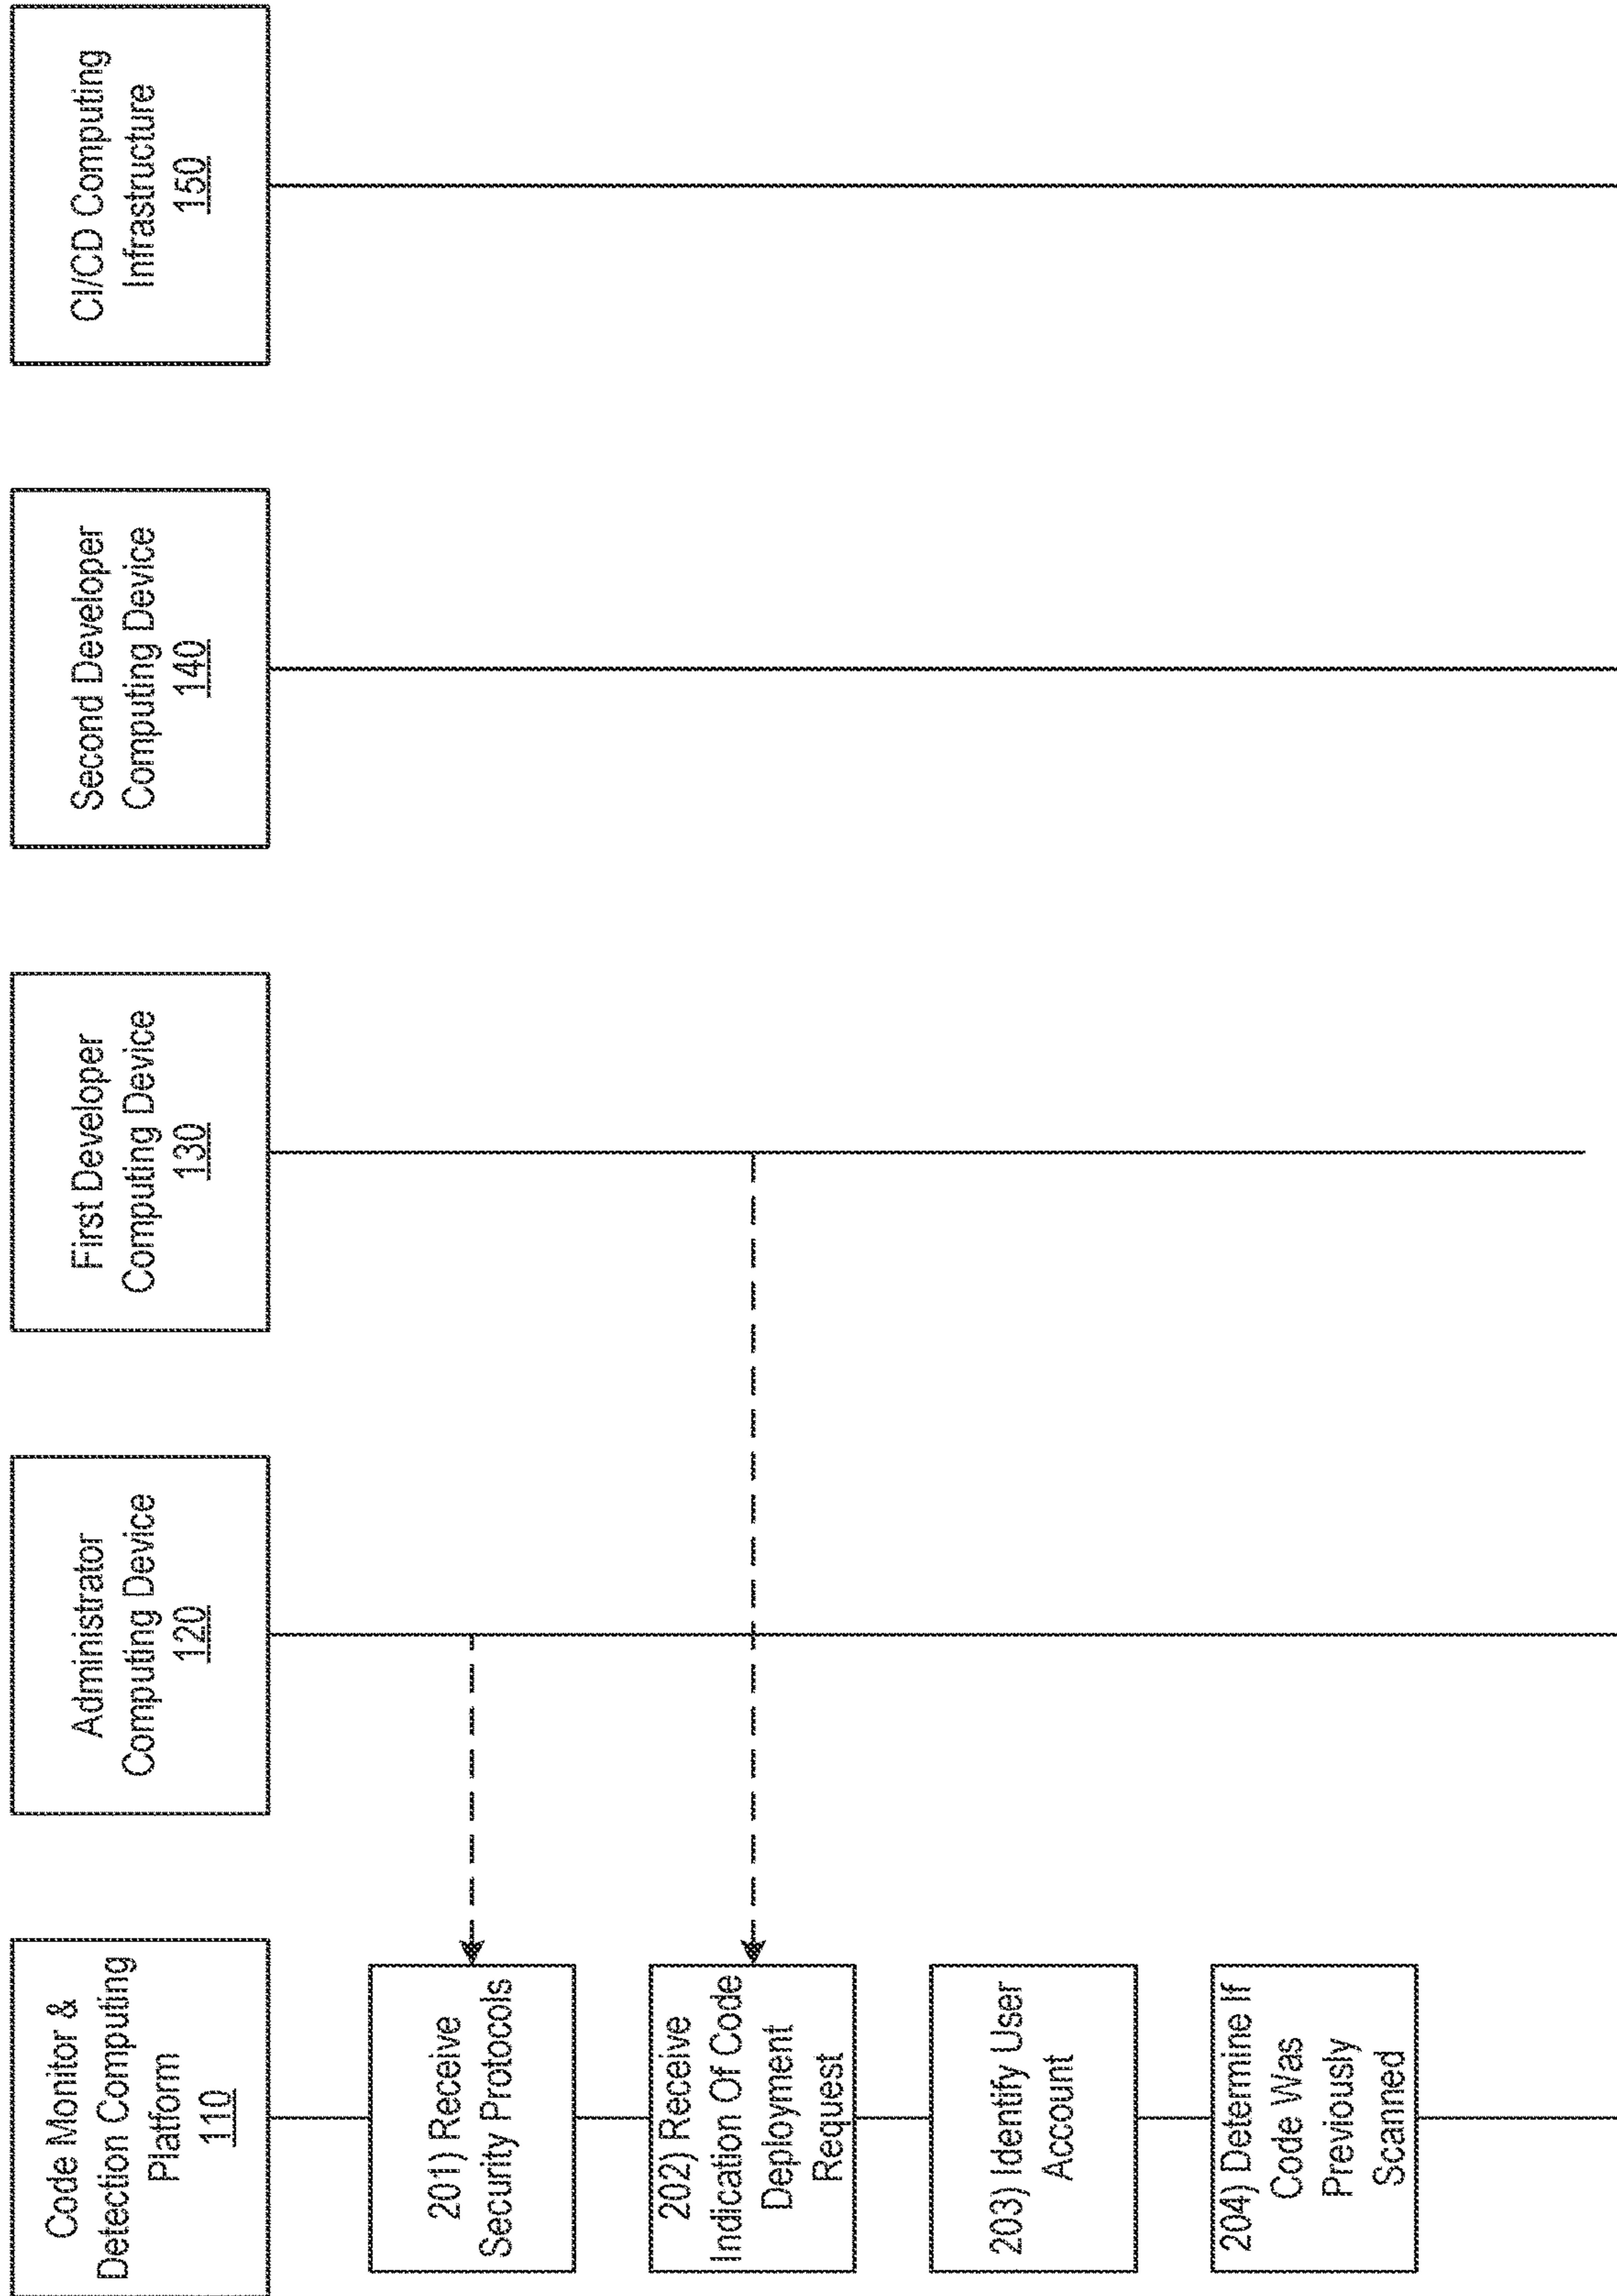 Code Monitor &
Detection Computing
Platform
110
Administrator
Computing Device
120
First Developer
Computing Device
130
Second Developer
Computing Device
140
CI/CD Computing
Infrastructure
150
201) Receive
Security Protocols
202) Receive
Indication Of Code
Deployment
Request
203) Identify User
Account
204) Determine If
Code Was
Previously
Scanned